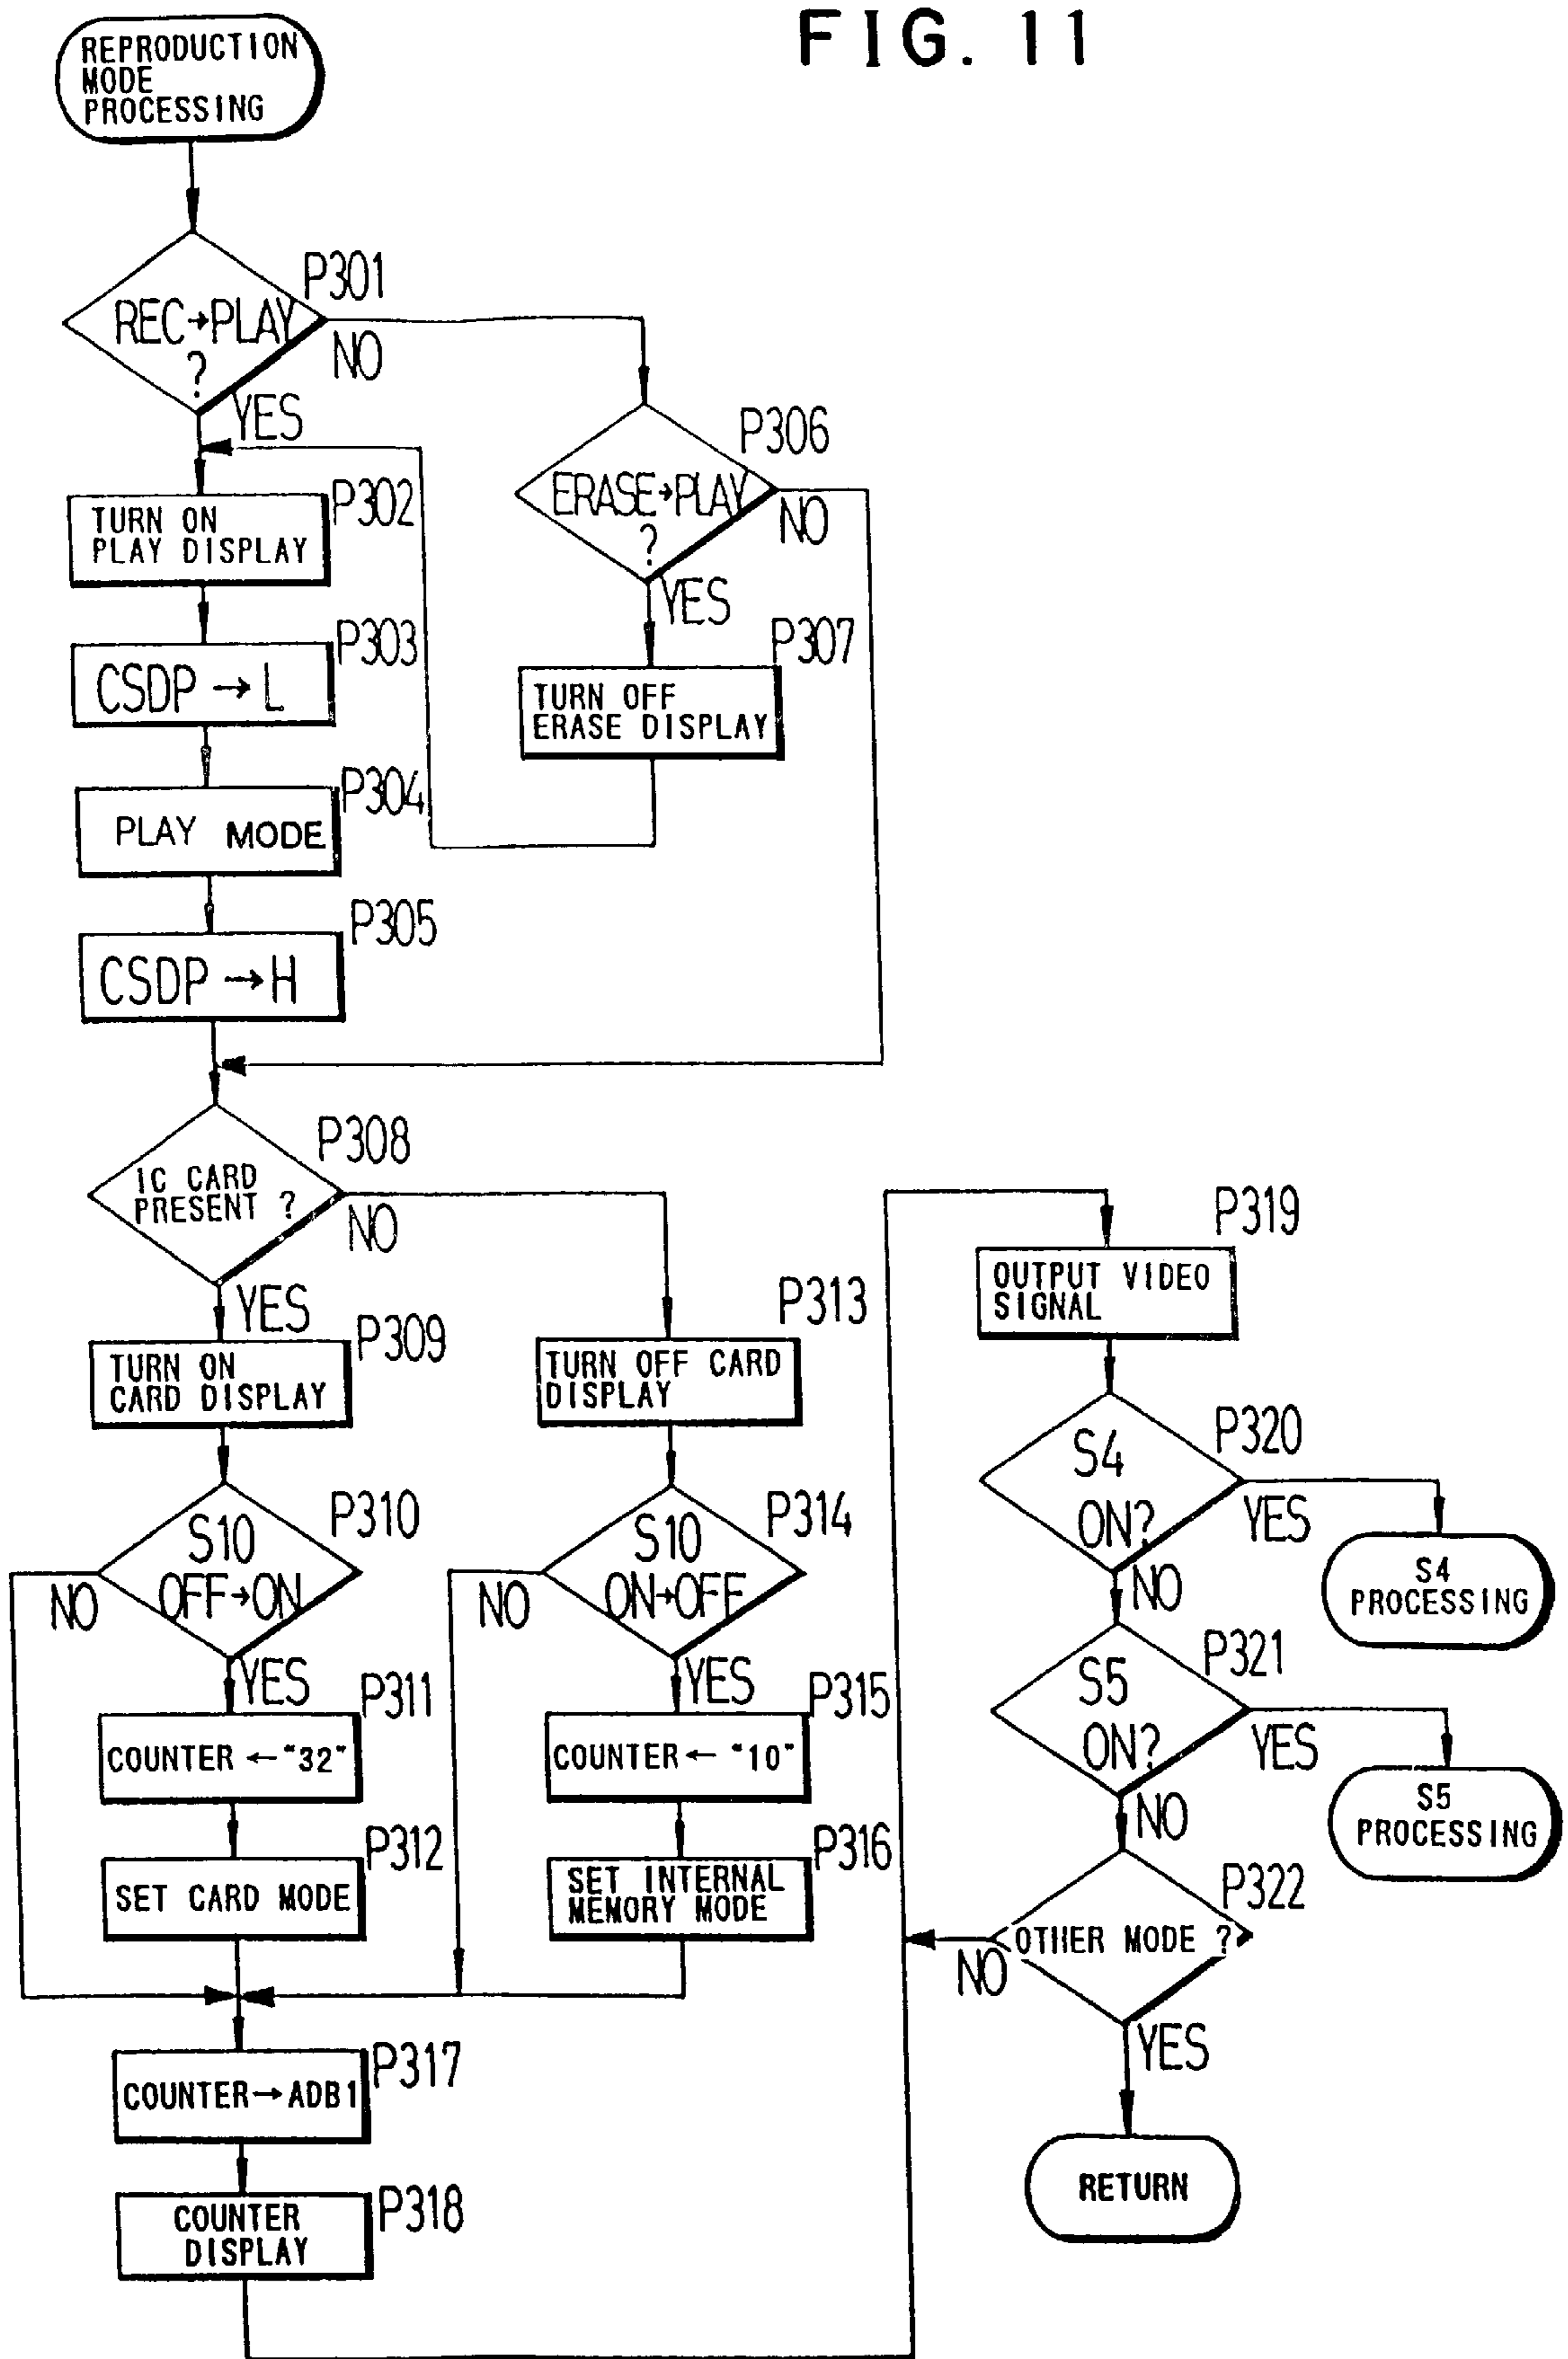 FIG. 11
REPRODUCTION
MODE
PROCESSING
P301
REC→PLAY
?
NO
YES
P306
ERASE→PLAY
?
NO
YES
P302
TURN ON
PLAY DISPLAY
P303
CSDP→L
P307
TURN OFF
ERASE DISPLAY
P304
PLAY MODE
P305
CSDP→H
P308
IC CARD
PRESENT ?
NO
YES
P309
TURN ON
CARD DISPLAY
P313
TURN OFF CARD
DISPLAY
P310
S10
OFF→ON
NO
YES
P314
S10
ON→OFF
NO
YES
P311
COUNTER ← "32"
P315
COUNTER ← "10"
P312
SET CARD MODE
P316
SET INTERNAL
MEMORY MODE
P317
COUNTER→ADB1
P318
COUNTER
DISPLAY
P319
OUTPUT VIDEO
SIGNAL
P320
S4
ON?
YES
NO
S4
PROCESSING
P321
S5
ON?
YES
NO
S5
PROCESSING
P322
OTHER MODE ?
NO
YES
RETURN